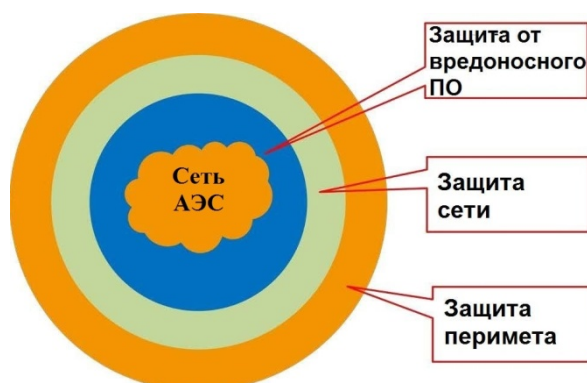 Защита от
вредоносного
ПО
Сеть
АЭС
Защита
сети
Защита
перимета